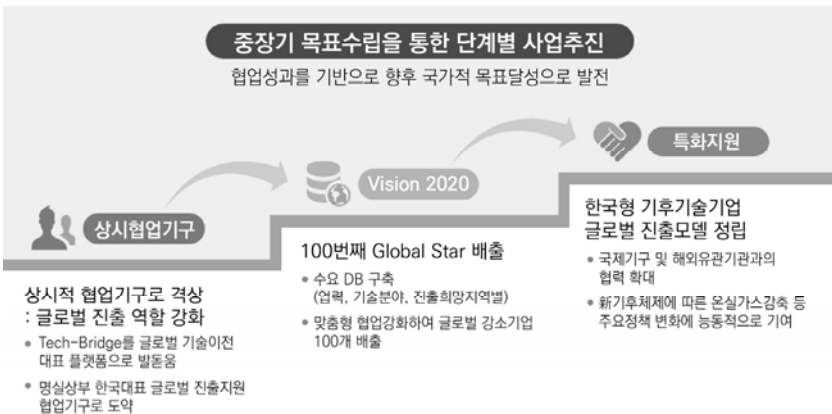 중장기 목표수립을 통한 단계별 사업추진
협업성과를 기반으로 향후 국가적 목표달성으로 발전
상시협업기구
상시적 협업기구로 격상
: 글로벌 진출 역할 강화
• Tech-Bridge를 글로벌 기술이전
대표 플랫폼으로 발돋움
• 명실상부 한국대표 글로벌 진출지원
협업기구로 도약
Vision 2020
100번째 Global Star 배출
• 수요 DB 구축
(업력, 기술분야, 진출희망지역별)
• 맞춤형 협업강화하여 글로벌 강소기업
100개 배출
특화지원
한국형 기후기술기업
글로벌 진출모델 정립
• 국제기구 및 해외유관기관과의
협력 확대
• 新기후체제에 따른 온실가스감축 등
주요정책 변화에 능동적으로 기여